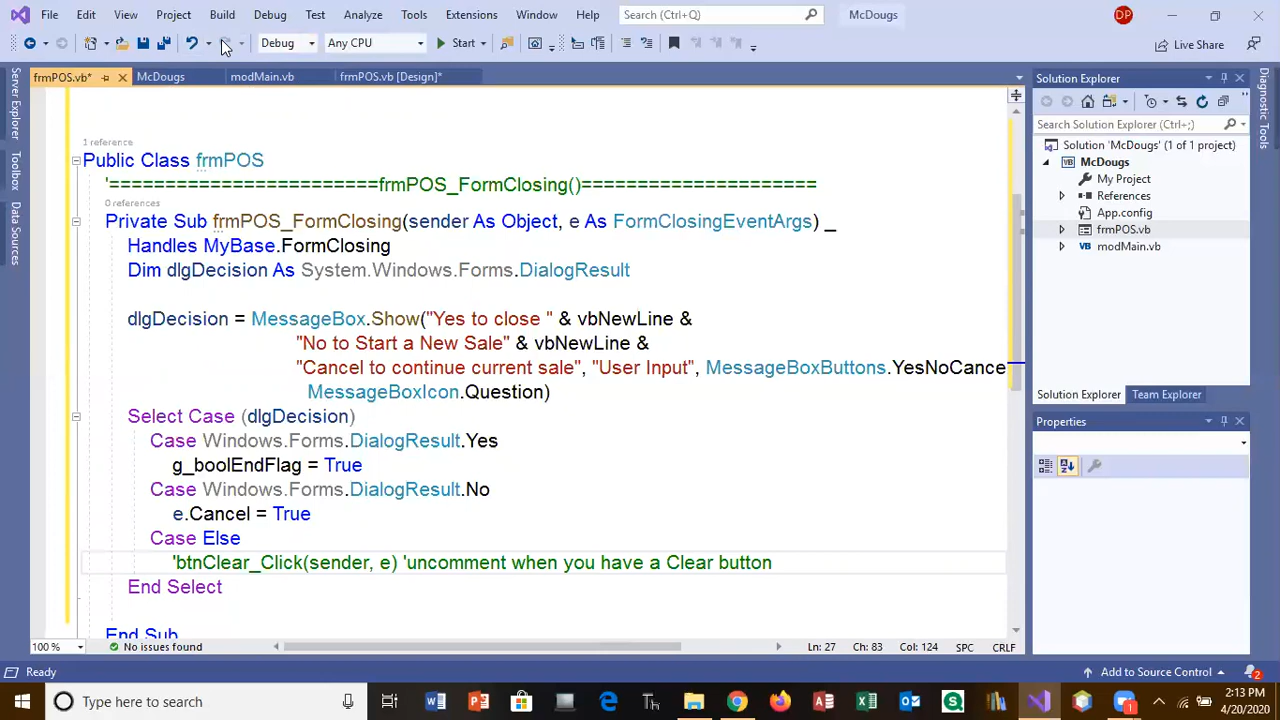 File Edit View Project Build Debug Test Analyze Tools Extensions Window Help Search (Ctrl+Q) McDougs DP
Debug Any CPU Start Live Share
frmPOS.vb* McDougs modMain.vb frmPOS.vb [Design]*
Server Explorer
Toolbox
Data Sources
1 reference
Public Class frmPOS
'========================frmPOS_FormClosing()=====================
0 references
Private Sub frmPOS_FormClosing(sender As Object, e As FormClosingEventArgs) _
Handles MyBase.FormClosing
Dim dlgDecision As System.Windows.Forms.DialogResult
dlgDecision = MessageBox.Show("Yes to close " & vbNewLine &
"No to Start a New Sale" & vbNewLine &
"Cancel to continue current sale", "User Input", MessageBoxButtons.YesNoCance
MessageBoxIcon.Question)
Select Case (dlgDecision)
Case Windows.Forms.DialogResult.Yes
g_boolEndFlag = True
Case Windows.Forms.DialogResult.No
e.Cancel = True
Case Else
'btnClear_Click(sender, e) 'uncomment when you have a Clear button
End Select
End Sub
100 % No issues found Ln: 27 Ch: 83 Col: 124 SPC CRLF
Solution Explorer
Search Solution Explorer (Ctrl+;)
Solution 'McDougs' (1 of 1 project)
McDougs
My Project
References
App.config
frmPOS.vb
modMain.vb
Solution Explorer Team Explorer
Properties
Diagnostic Tools
Ready Add to Source Control 2
Type here to search 1 2:13 PM
4/20/2020